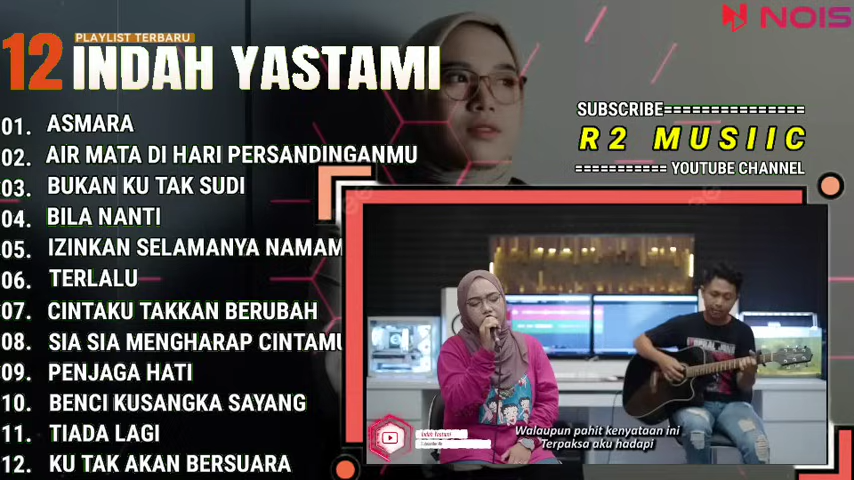 NOIS
PLAYLIST TERBARU
12 INDAH YASTAMI
01. ASMARA
02. AIR MATA DI HARI PERSANDINGANMU
03. BUKAN KU TAK SUDI
04. BILA NANTI
05. IZINKAN SELAMANYA NAMAM
06. TERLALU
07. CINTAKU TAKKAN BERUBAH
08. SIA SIA MENGHARAP CINTAMU
09. PENJAGA HATI
10. BENCI KUSANGKA SAYANG
11. TIADA LAGI
12. KU TAK AKAN BERSUARA
SUBSCRIBE===============
R2 MUSIIC
=========== YOUTUBE CHANNEL
Indah Yastami
Walaupun pahit kenyataan ini
Terpaksa aku hadapi